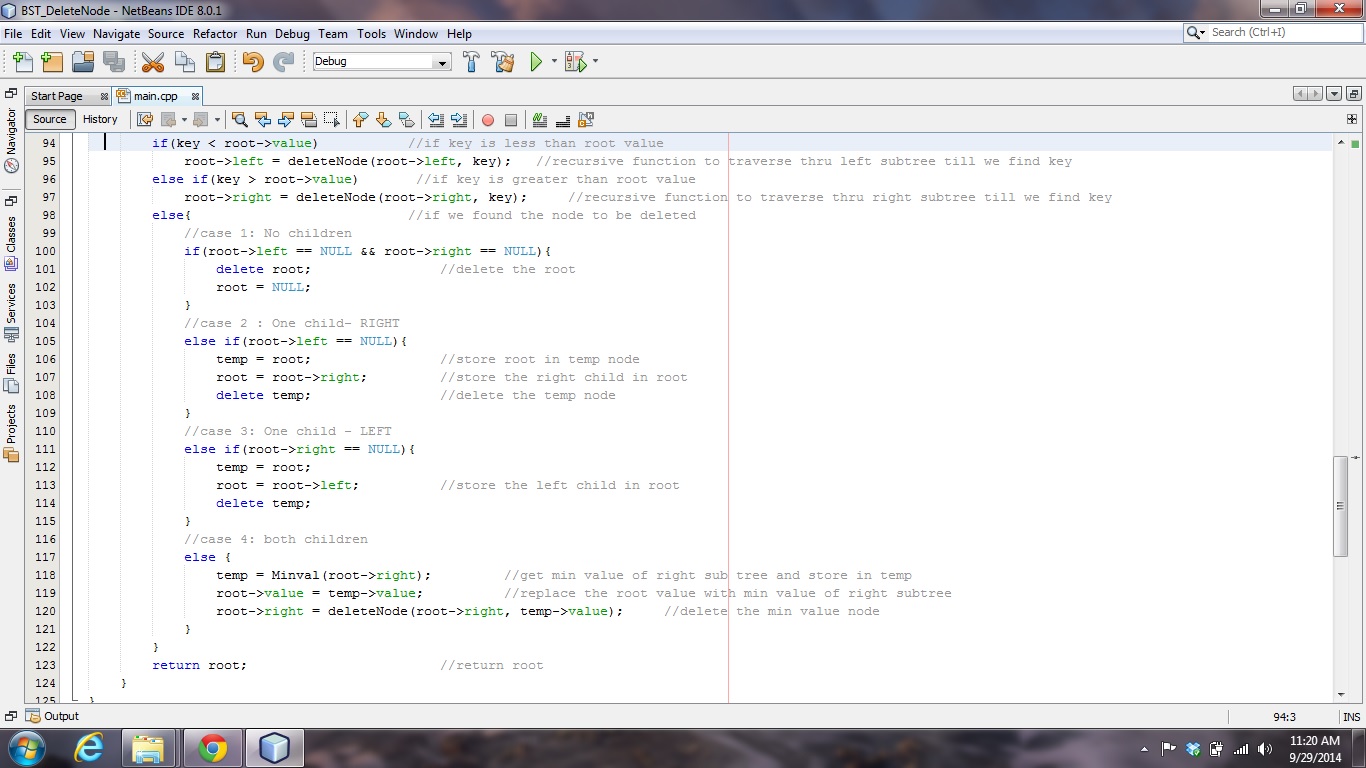 BST_DeleteNode - NetBeans IDE 8.0.1
File Edit View Navigate Source Refactor Run Debug Team Tools Window Help
Search (Ctrl+I)
Debug
Start Page main.cpp
Source History
Navigator
Classes
Services
Files
Projects
94 if(key < root->value) //if key is less than root value
95 root->left = deleteNode(root->left, key); //recursive function to traverse thru left subtree till we find key
96 else if(key > root->value) //if key is greater than root value
97 root->right = deleteNode(root->right, key); //recursive function to traverse thru right subtree till we find key
98 else{ //if we found the node to be deleted
99 //case 1: No children
100 if(root->left == NULL && root->right == NULL){
101 delete root; //delete the root
102 root = NULL;
103 }
104 //case 2 : One child- RIGHT
105 else if(root->left == NULL){
106 temp = root; //store root in temp node
107 root = root->right; //store the right child in root
108 delete temp; //delete the temp node
109 }
110 //case 3: One child - LEFT
111 else if(root->right == NULL){
112 temp = root;
113 root = root->left; //store the left child in root
114 delete temp;
115 }
116 //case 4: both children
117 else {
118 temp = Minval(root->right); //get min value of right sub tree and store in temp
119 root->value = temp->value; //replace the root value with min value of right subtree
120 root->right = deleteNode(root->right, temp->value); //delete the min value node
121 }
122 }
123 return root; //return root
124 }
125 }
Output
94:3 INS
11:20 AM
9/29/2014